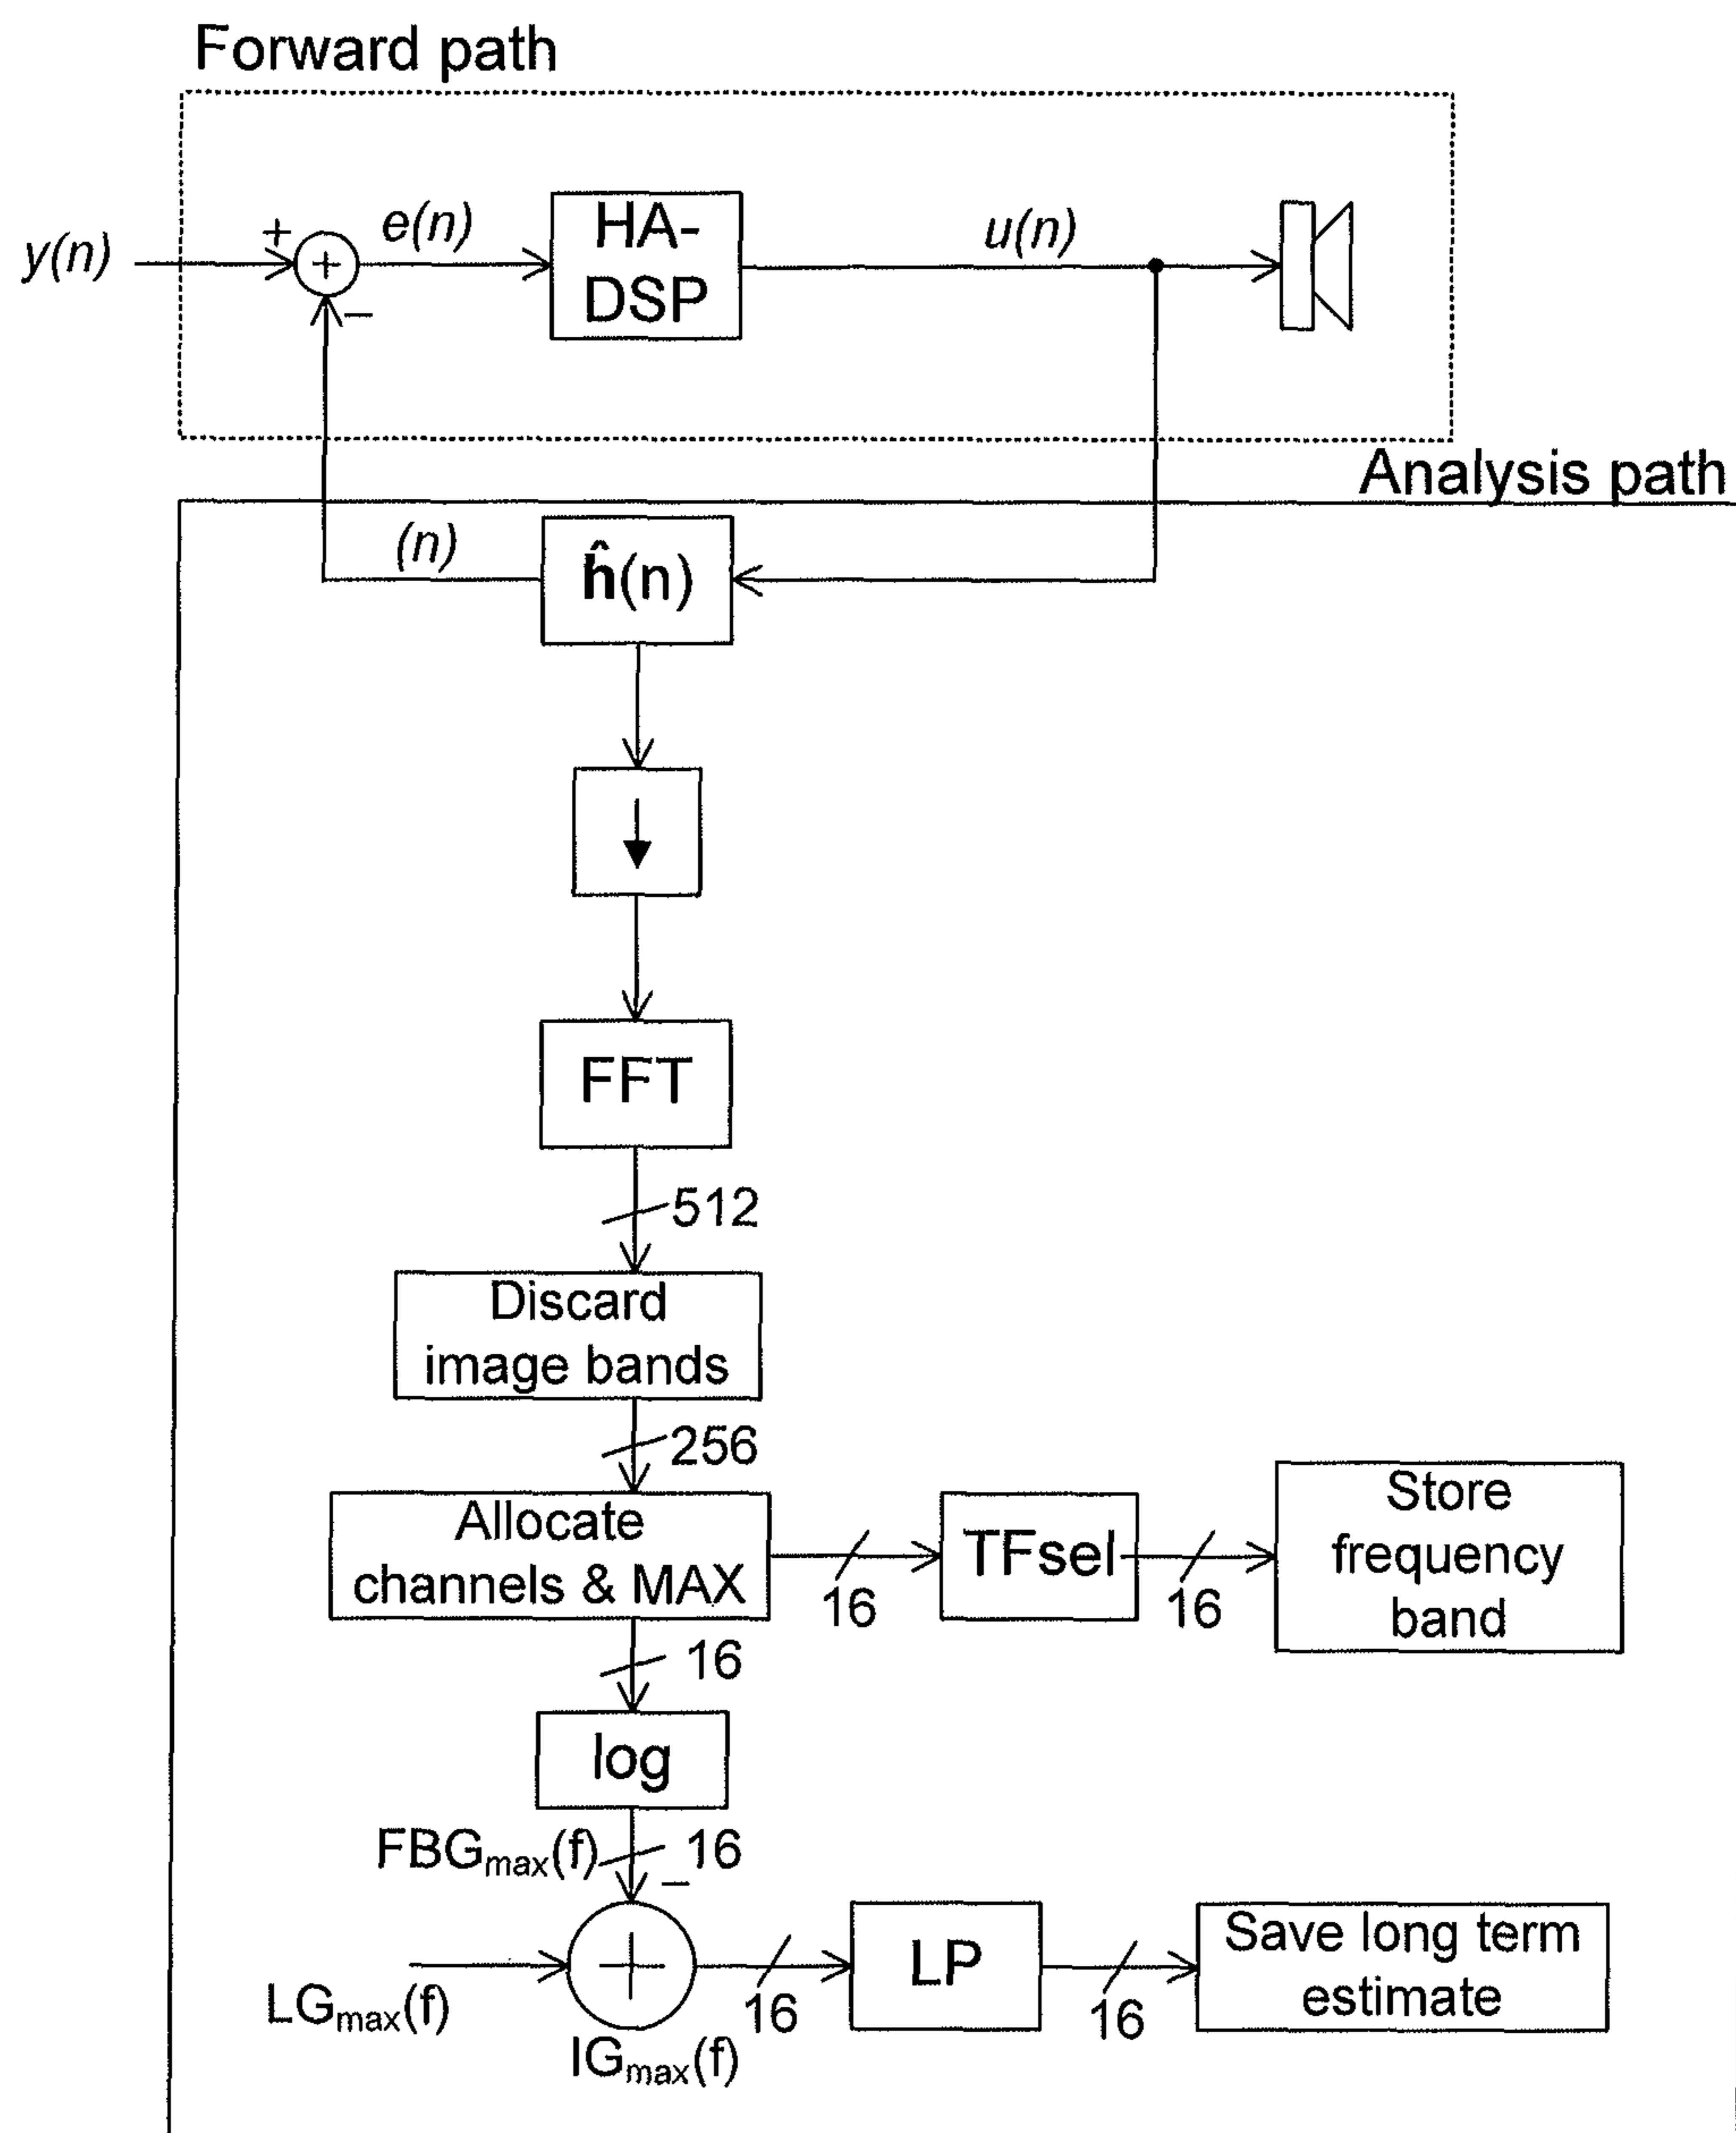 Forward path
y(n)
+
+
−
e(n)
HA-
DSP
u(n)
Analysis path
(n)
ĥ(n)
FFT
512
Discard
image bands
256
Allocate
channels & MAX
16
TFsel
16
Store
frequency
band
16
log
FBGmax(f)
16
−
LGmax(f)
+
IGmax(f)
16
LP
16
Save long term
estimate